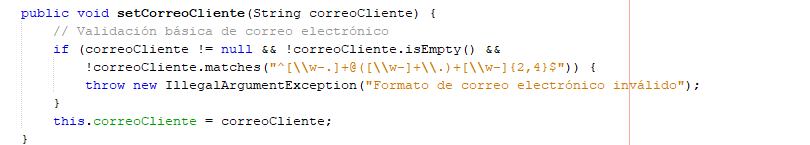 public void setCorreoCliente(String correoCliente) {
// Validación básica de correo electrónico
if (correoCliente != null && !correoCliente.isEmpty() &&
!correoCliente.matches("^[\\w-.]+@([\\w-]+\\.)+[\\w-]{2,4}$")) {
throw new IllegalArgumentException("Formato de correo electrónico inválido");
}
this.correoCliente = correoCliente;
}